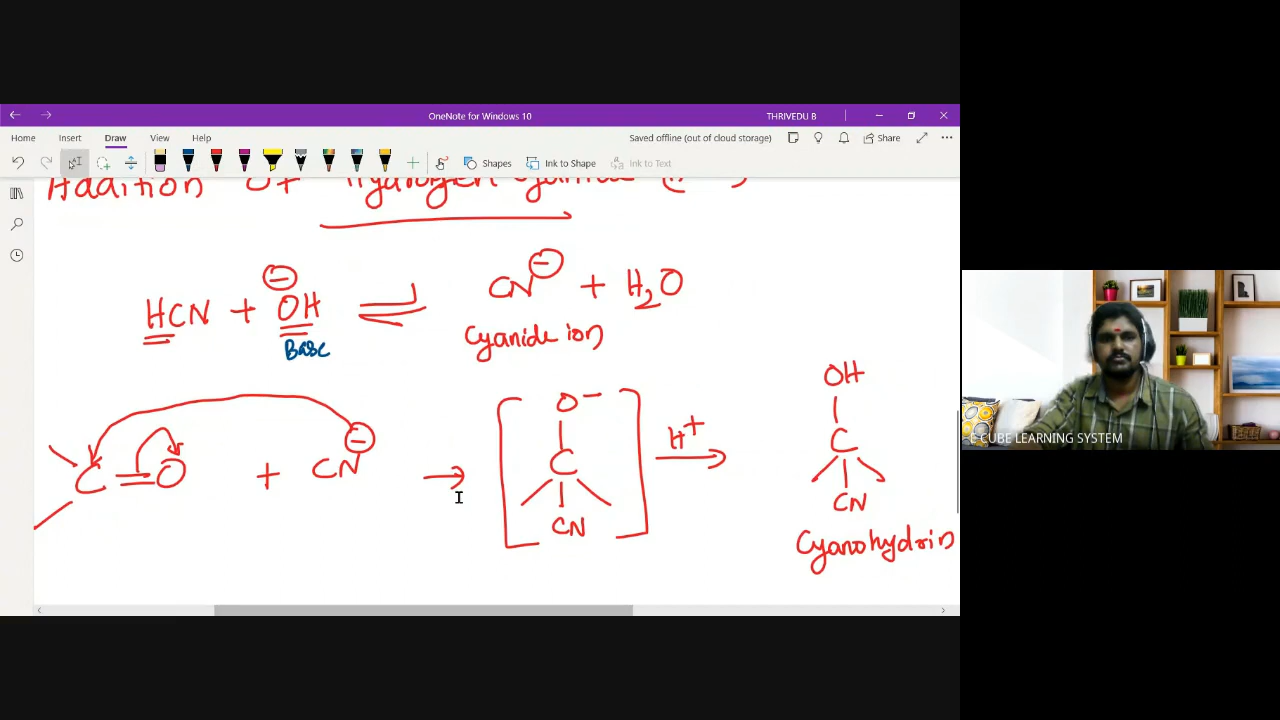 OneNote for Windows 10
THRIVEDU B
Home Insert Draw View Help
Saved offline (out of cloud storage)
Share
Shapes
Ink to Shape
Ink to Text
Addition Of Hydrogen Cyanide
HCN + OH⊖ ⇌ CN⊖ + H₂O
Base
Cyanide ion
C = O + CN⊖ → [ O⁻ C CN ] H⁺ → OH C CN
Cyanohydrin
E CUBE LEARNING SYSTEM